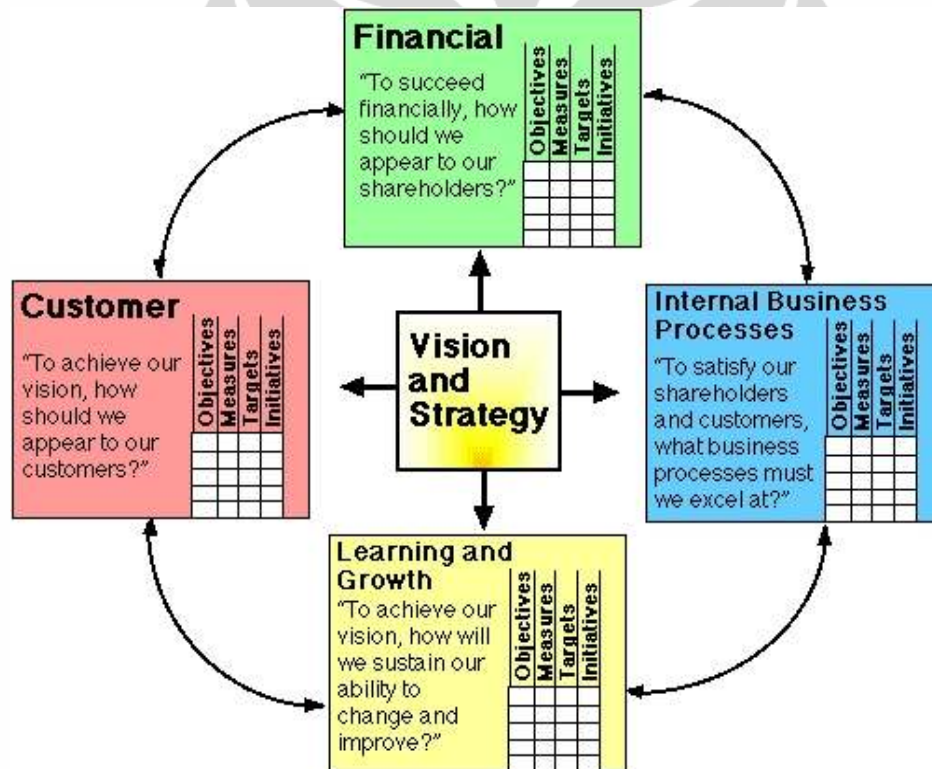 Financial
“To succeed
financially, how
should we
appear to our
shareholders?”
Objectives
Measures
Targets
Initiatives
Customer
“To achieve our
vision, how
should we
appear to our
customers?”
Objectives
Measures
Targets
Initiatives
Vision
and
Strategy
Internal Business
Processes
“To satisfy our
shareholders
and customers,
what business
processes must
we excel at?”
Objectives
Measures
Targets
Initiatives
Learning and
Growth
“To achieve our
vision, how will
we sustain our
ability to
change and
improve?”
Objectives
Measures
Targets
Initiatives